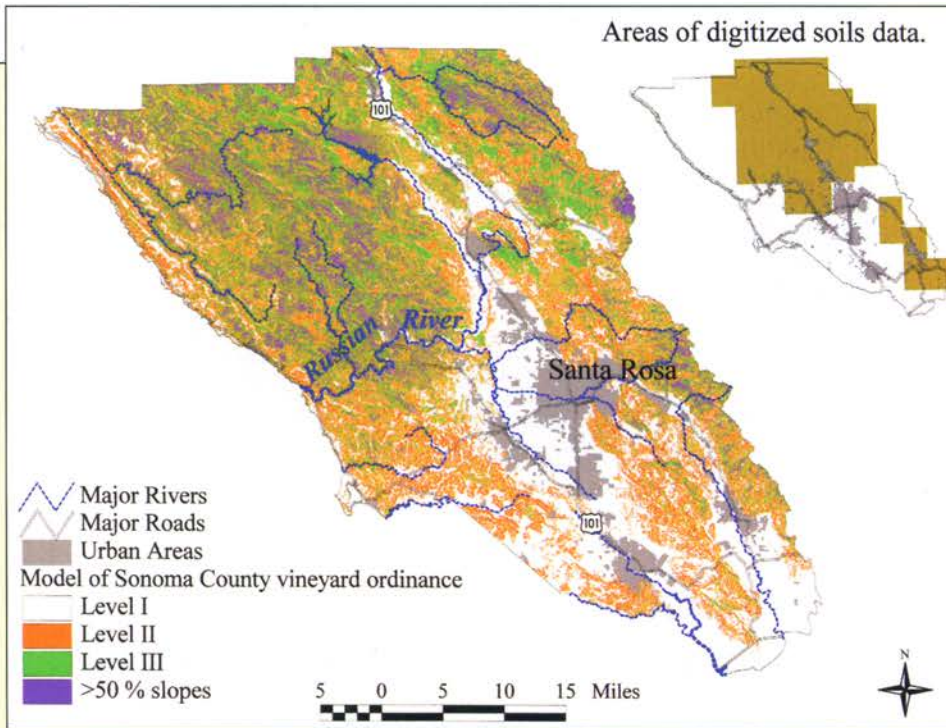 Areas of digitized soils data.
101
Russian River
Santa Rosa
101
Major Rivers
Major Roads
Urban Areas
Model of Sonoma County vineyard ordinance
Level I
Level II
Level III
>50 % slopes
5 0 5 10 15 Miles
N